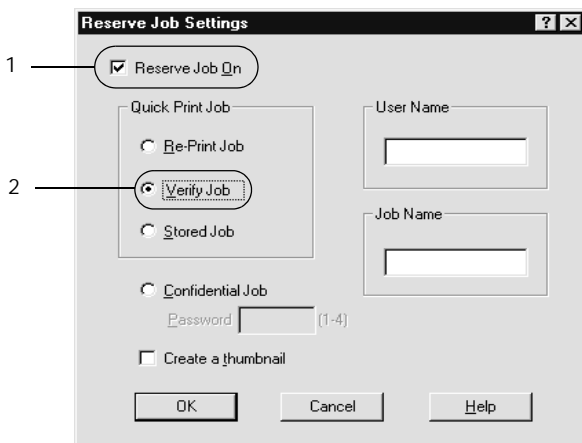 Reserve Job Settings
1
Reserve Job On
Quick Print Job
Re-Print Job
2
Verify Job
Stored Job
User Name
Job Name
Confidential Job
Password (1-4)
Create a thumbnail
OK Cancel Help